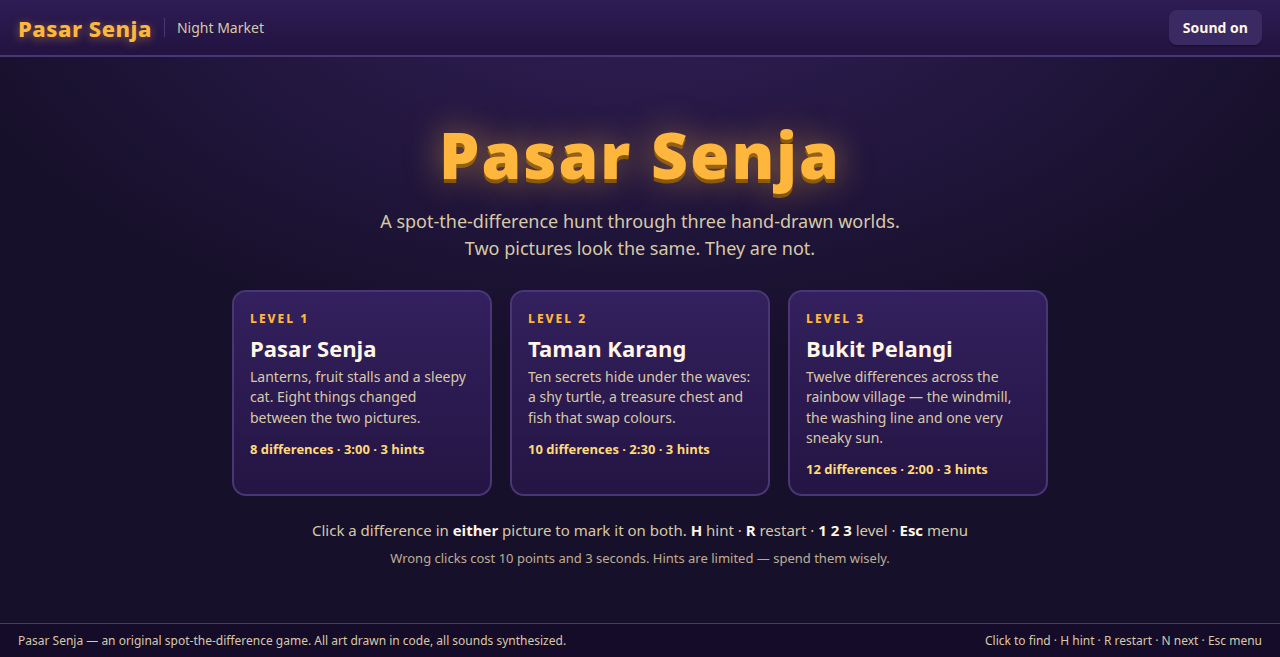 Pasar Senja
Night Market
Sound on
Pasar Senja
A spot-the-difference hunt through three hand-drawn worlds.
Two pictures look the same. They are not.
LEVEL 1
Pasar Senja
Lanterns, fruit stalls and a sleepy
cat. Eight things changed
between the two pictures.
8 differences · 3:00 · 3 hints
LEVEL 2
Taman Karang
Ten secrets hide under the waves:
a shy turtle, a treasure chest and
fish that swap colours.
10 differences · 2:30 · 3 hints
LEVEL 3
Bukit Pelangi
Twelve differences across the
rainbow village — the windmill,
the washing line and one very
sneaky sun.
12 differences · 2:00 · 3 hints
Click a difference in either picture to mark it on both. H hint · R restart · 1 2 3 level · Esc menu
Wrong clicks cost 10 points and 3 seconds. Hints are limited — spend them wisely.
Pasar Senja — an original spot-the-difference game. All art drawn in code, all sounds synthesized.
Click to find · H hint · R restart · N next · Esc menu